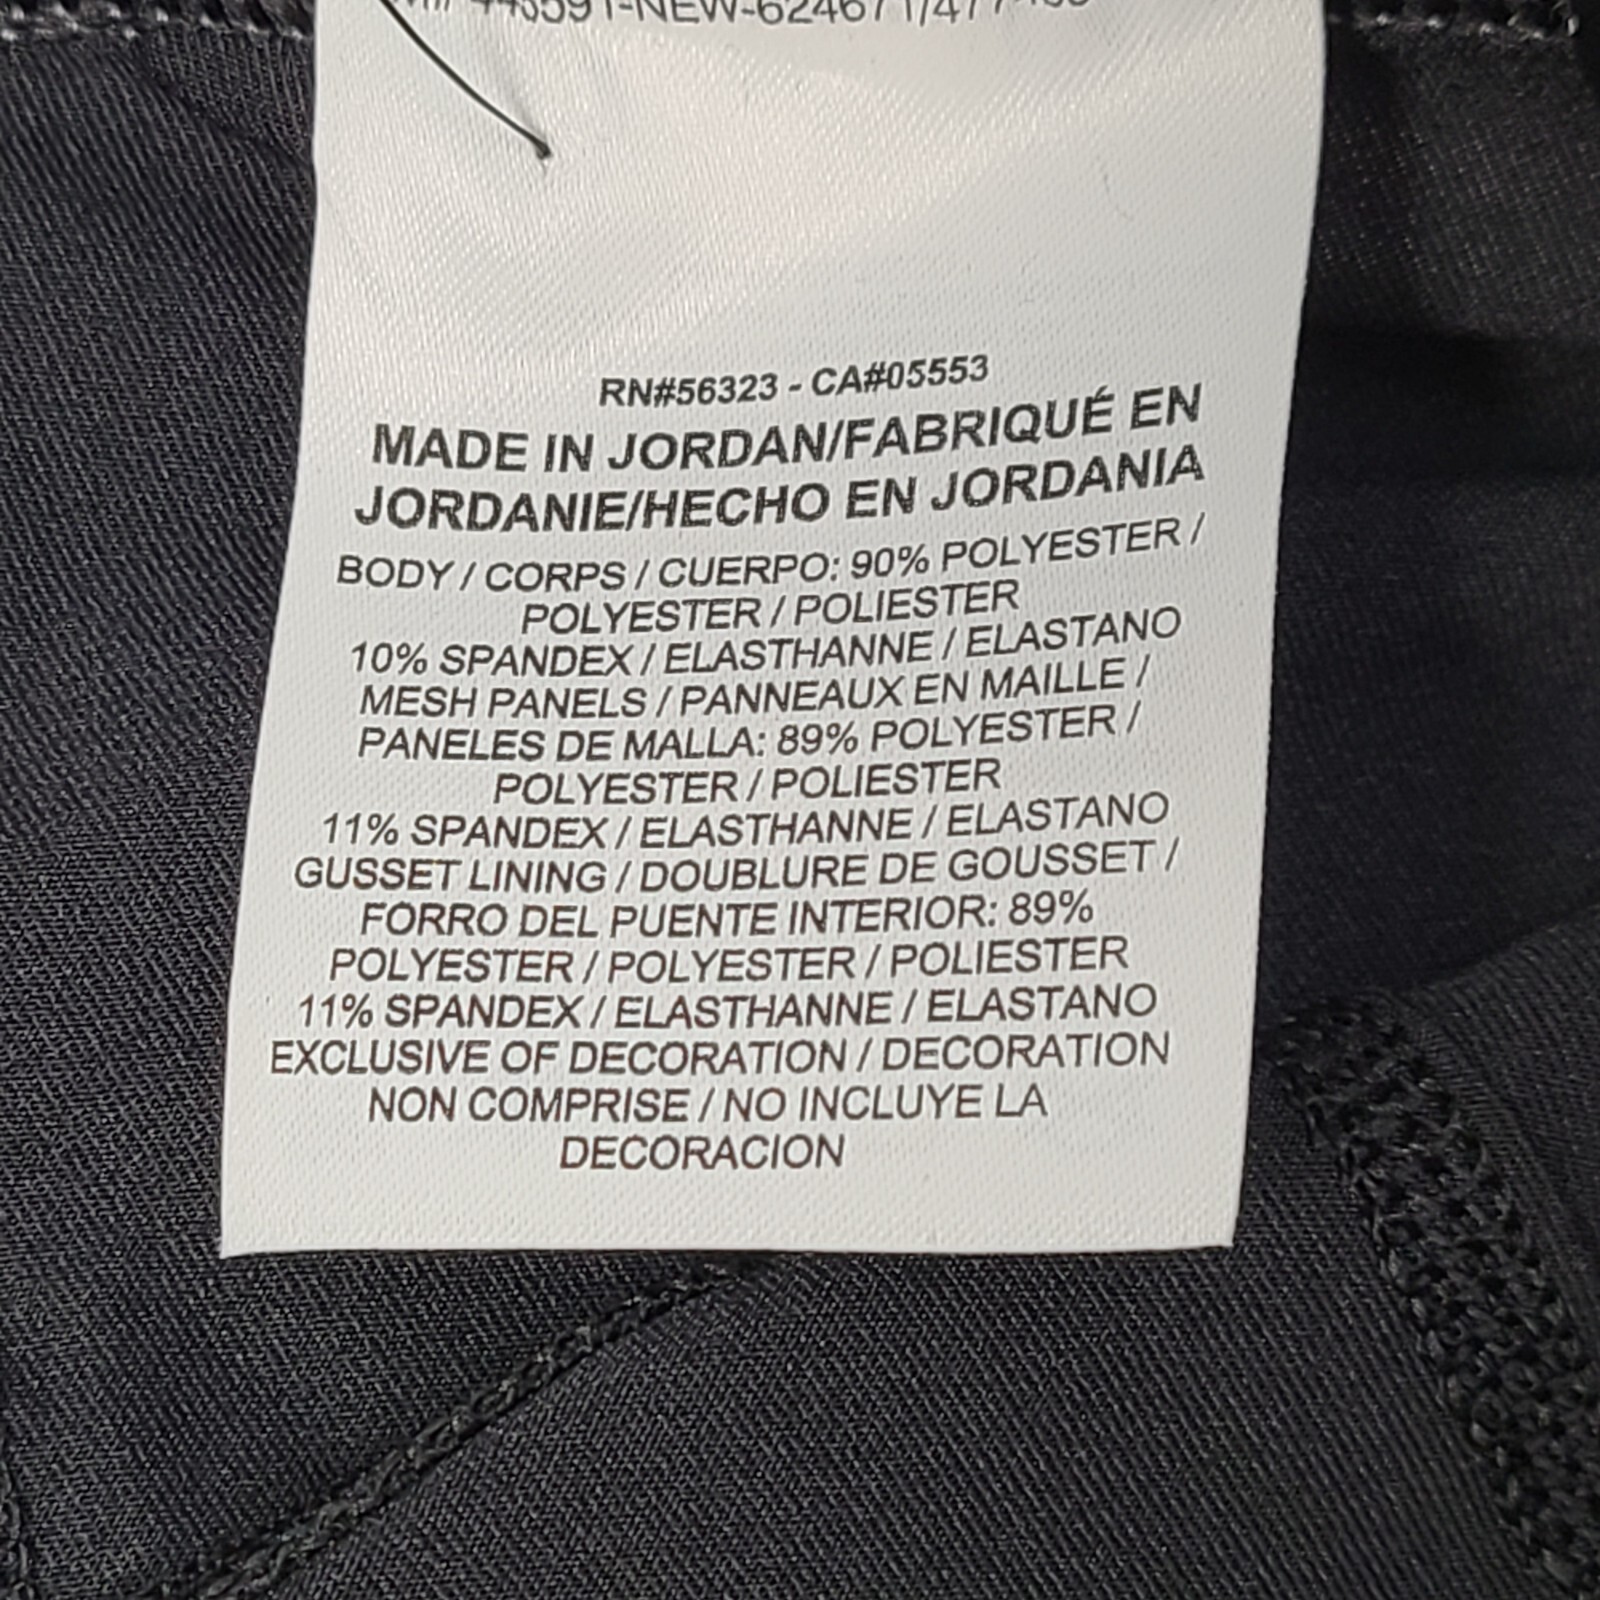 RN#56323 - CA#05553
MADE IN JORDAN/FABRIQUÉ EN
JORDANIE/HECHO EN JORDANIA
BODY / CORPS / CUERPO: 90% POLYESTER /
POLYESTER / POLIESTER
10% SPANDEX / ELASTHANNE / ELASTANO
MESH PANELS / PANNEAUX EN MAILLE /
PANELES DE MALLA: 89% POLYESTER /
POLYESTER / POLIESTER
11% SPANDEX / ELASTHANNE / ELASTANO
GUSSET LINING / DOUBLURE DE GOUSSET /
FORRO DEL PUENTE INTERIOR: 89%
POLYESTER / POLYESTER / POLIESTER
11% SPANDEX / ELASTHANNE / ELASTANO
EXCLUSIVE OF DECORATION / DECORATION
NON COMPRISE / NO INCLUYE LA
DECORACION